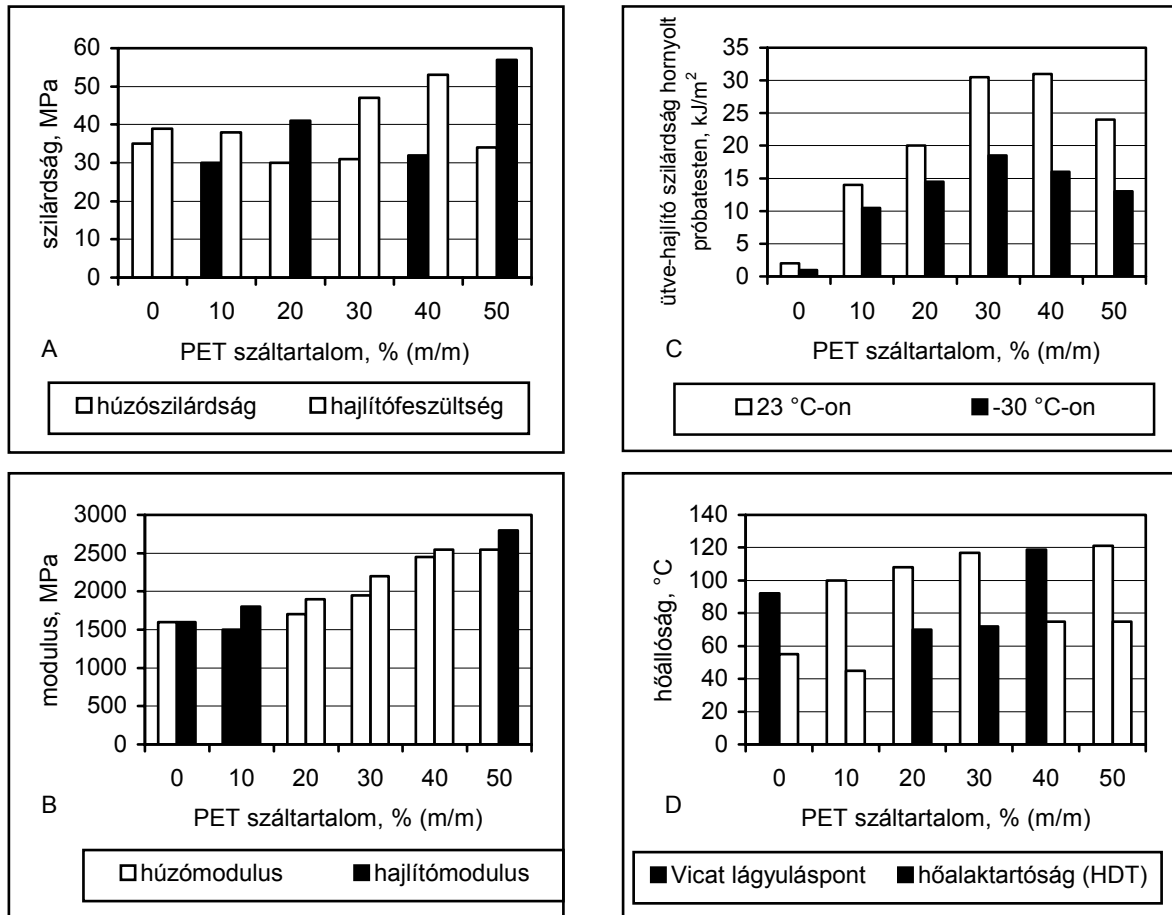 szilárdság, MPa
60
50
40
30
20
10
0
0 10 20 30 40 50
A
PET száltartalom, % (m/m)
húzószilárdság hajlítófeszültség
ütve-hajlító szilárdság hornyolt
próbatesten, kJ/m²
35
30
25
20
15
10
5
0
0 10 20 30 40 50
C
PET száltartalom, % (m/m)
23 °C-on -30 °C-on
modulus, MPa
3000
2500
2000
1500
1000
500
0
0 10 20 30 40 50
B
PET száltartalom, % (m/m)
húzómodulus hajlítómodulus
hőállóság, °C
140
120
100
80
60
40
20
0
0 10 20 30 40 50
D
PET száltartalom, % (m/m)
Vicat lágyuláspont hőalaktartóság (HDT)